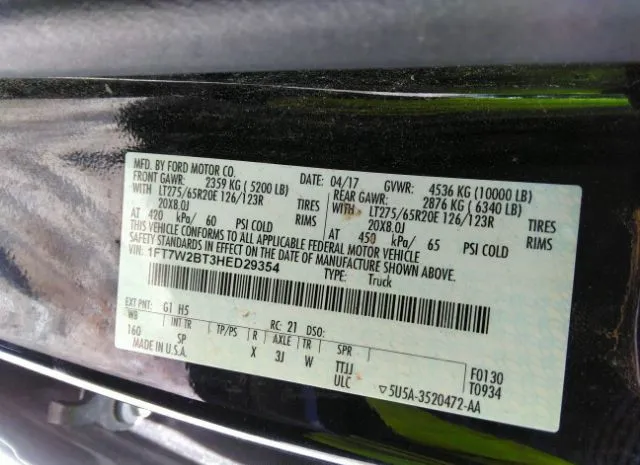 MFD. BY FORD MOTOR CO.
DATE: 04/17 GVWR: 4536 KG (10000 LB)
FRONT GAWR: 2359 KG (5200 LB) REAR GAWR: 2876 KG (6340 LB)
WITH LT275/65R20E 126/123R TIRES WITH LT275/65R20E 126/123R TIRES
20X8.0J RIMS 20X8.0J RIMS
AT 420 kPa/ 60 PSI COLD AT 450 kPa/ 65 PSI COLD
THIS VEHICLE CONFORMS TO ALL APPLICABLE FEDERAL MOTOR VEHICLE
SAFETY STANDARDS IN EFFECT ON THE DATE OF MANUFACTURE SHOWN ABOVE.
VIN: 1FT7W2BT3HED29354 TYPE: Truck
EXT PNT: G1 H5 RC: 21 DSO:
WB INT TR TP/PS R AXLE TR SPR
160 SP X 3J W TTJJ F0130
MADE IN U.S.A. ULC ▽5U5A-3520472-AA T0934